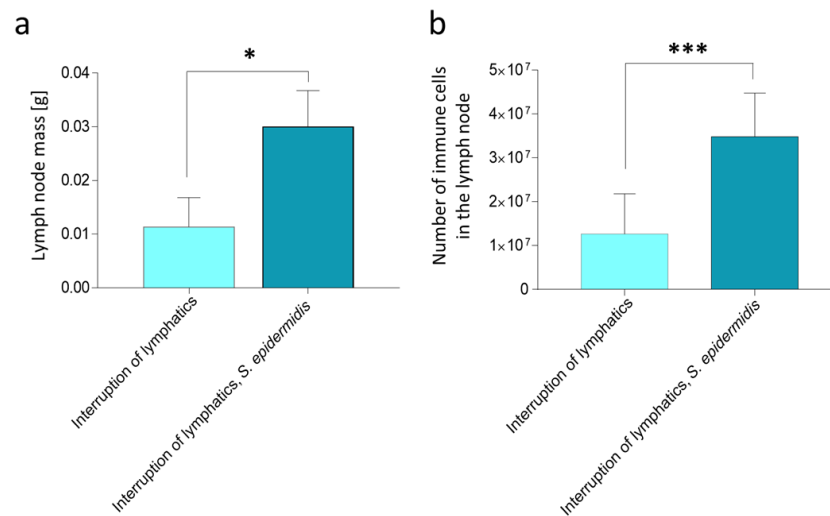 a
*
0.04
0.03
0.02
0.01
0.00
Lymph node mass [g]
Interruption of lymphatics
Interruption of lymphatics, S. epidermidis
b
***
5×10⁷
4×10⁷
3×10⁷
2×10⁷
1×10⁷
0
Number of immune cells
in the lymph node
Interruption of lymphatics
Interruption of lymphatics, S. epidermidis